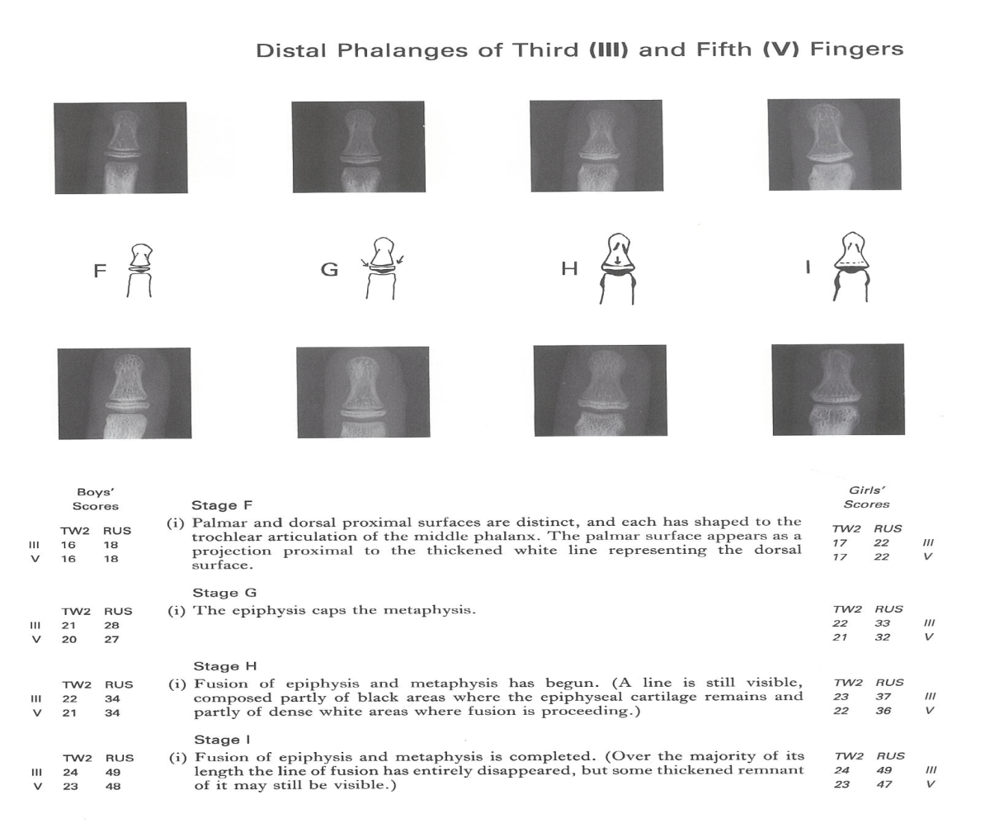 Distal Phalanges of Third (III) and Fifth (V) Fingers
F
G
H
I
Boys'
Scores
Girls'
Scores
Stage F
TW2 RUS
III 16 18
V 16 18
(i) Palmar and dorsal proximal surfaces are distinct, and each has shaped to the
trochlear articulation of the middle phalanx. The palmar surface appears as a
projection proximal to the thickened white line representing the dorsal
surface.
TW2 RUS
17 22 III
17 22 V
Stage G
TW2 RUS
III 21 28
V 20 27
(i) The epiphysis caps the metaphysis.
TW2 RUS
22 33 III
21 32 V
Stage H
TW2 RUS
III 22 34
V 21 34
(i) Fusion of epiphysis and metaphysis has begun. (A line is still visible,
composed partly of black areas where the epiphyseal cartilage remains and
partly of dense white areas where fusion is proceeding.)
TW2 RUS
23 37 III
22 36 V
Stage I
TW2 RUS
III 24 49
V 23 48
(i) Fusion of epiphysis and metaphysis is completed. (Over the majority of its
length the line of fusion has entirely disappeared, but some thickened remnant
of it may still be visible.)
TW2 RUS
24 49 III
23 47 V